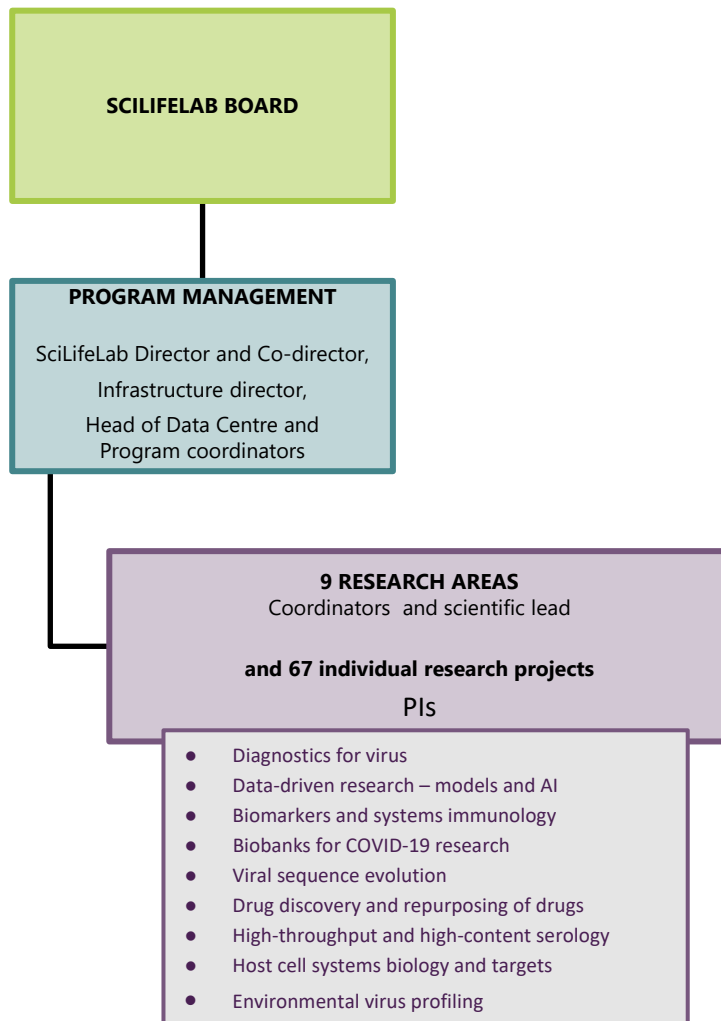 SCILIFELAB BOARD
PROGRAM MANAGEMENT
SciLifeLab Director and Co-director,
Infrastructure director,
Head of Data Centre and
Program coordinators
9 RESEARCH AREAS
Coordinators and scientific lead
and 67 individual research projects
PIs
● Diagnostics for virus
● Data-driven research – models and AI
● Biomarkers and systems immunology
● Biobanks for COVID-19 research
● Viral sequence evolution
● Drug discovery and repurposing of drugs
● High-throughput and high-content serology
● Host cell systems biology and targets
● Environmental virus profiling